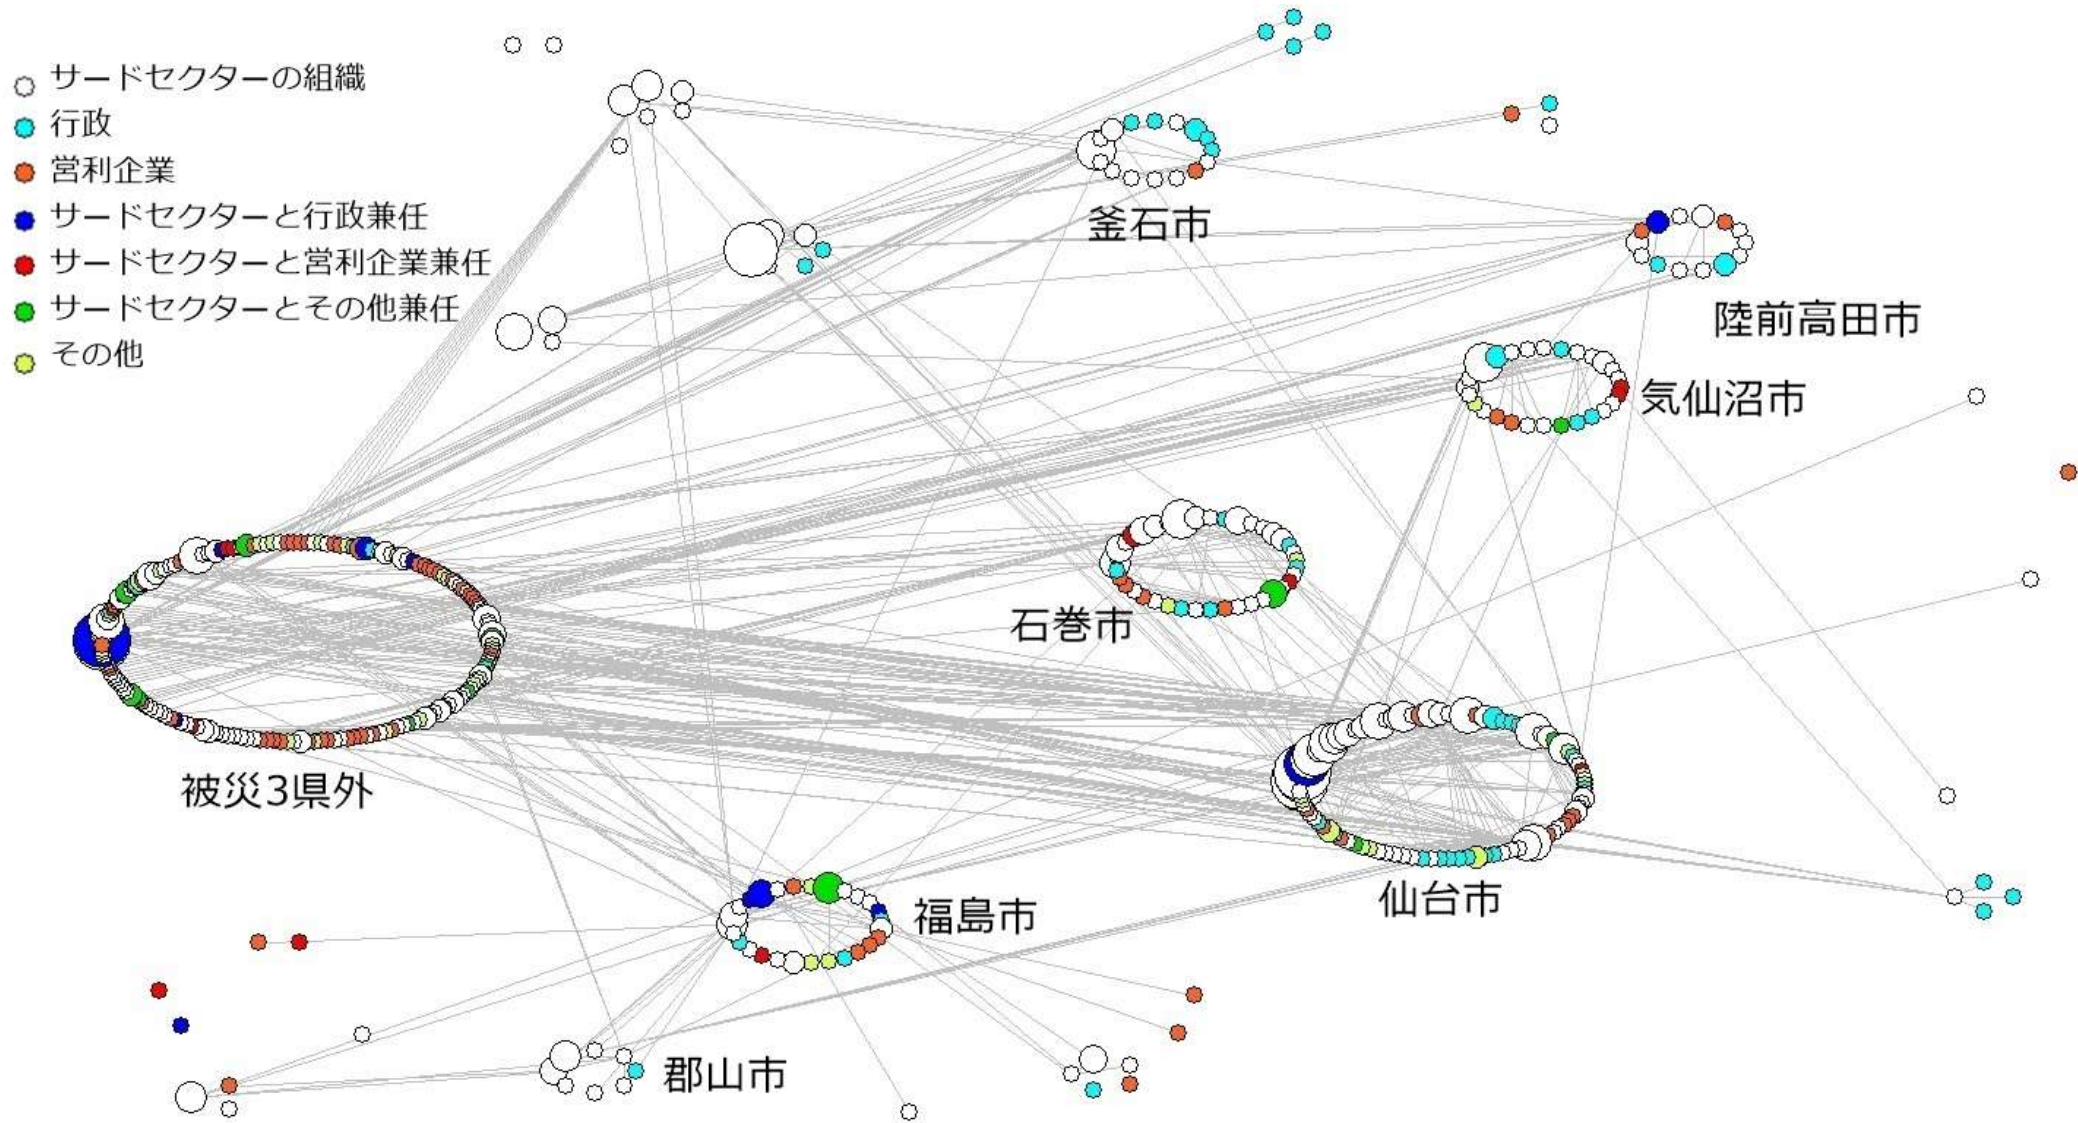 サードセクターの組織
行政
営利企業
サードセクターと行政兼任
サードセクターと営利企業兼任
サードセクターとその他兼任
その他
釜石市
陸前高田市
気仙沼市
石巻市
被災3県外
仙台市
福島市
郡山市